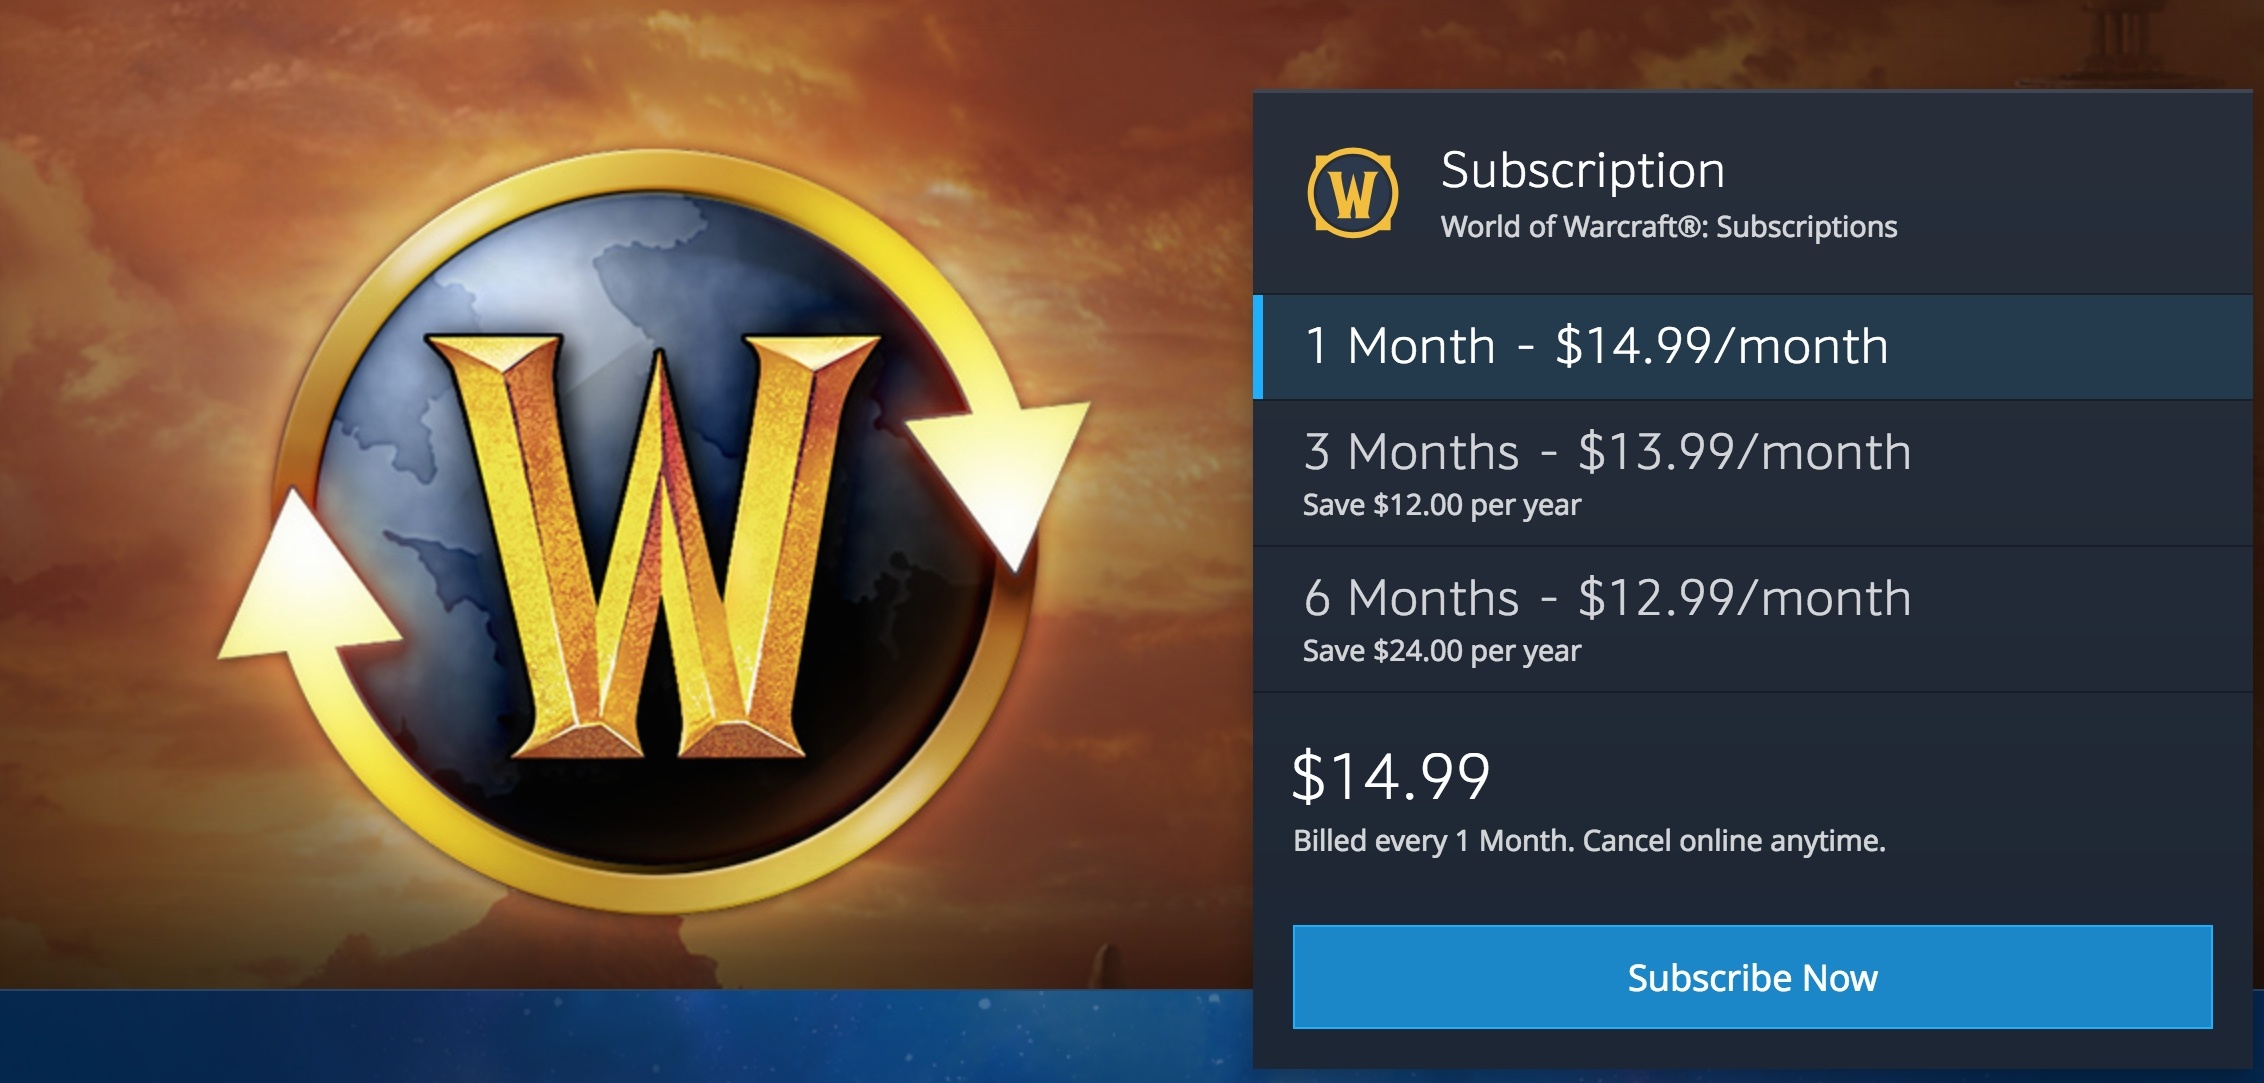 W
W
Subscription
World of Warcraft®: Subscriptions
1 Month - $14.99/month
3 Months - $13.99/month
Save $12.00 per year
6 Months - $12.99/month
Save $24.00 per year
$14.99
Billed every 1 Month. Cancel online anytime.
Subscribe Now